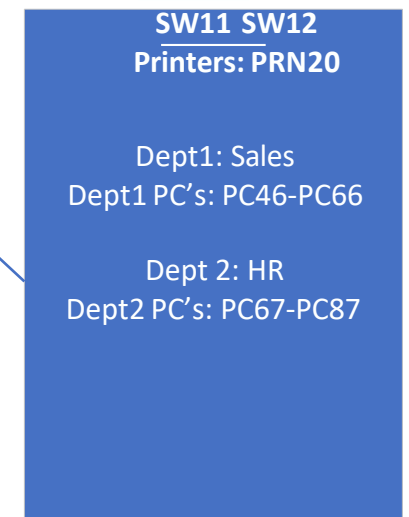 SW11 SW12
Printers: PRN20
Dept1: Sales
Dept1 PC’s: PC46-PC66
Dept 2: HR
Dept2 PC’s: PC67-PC87